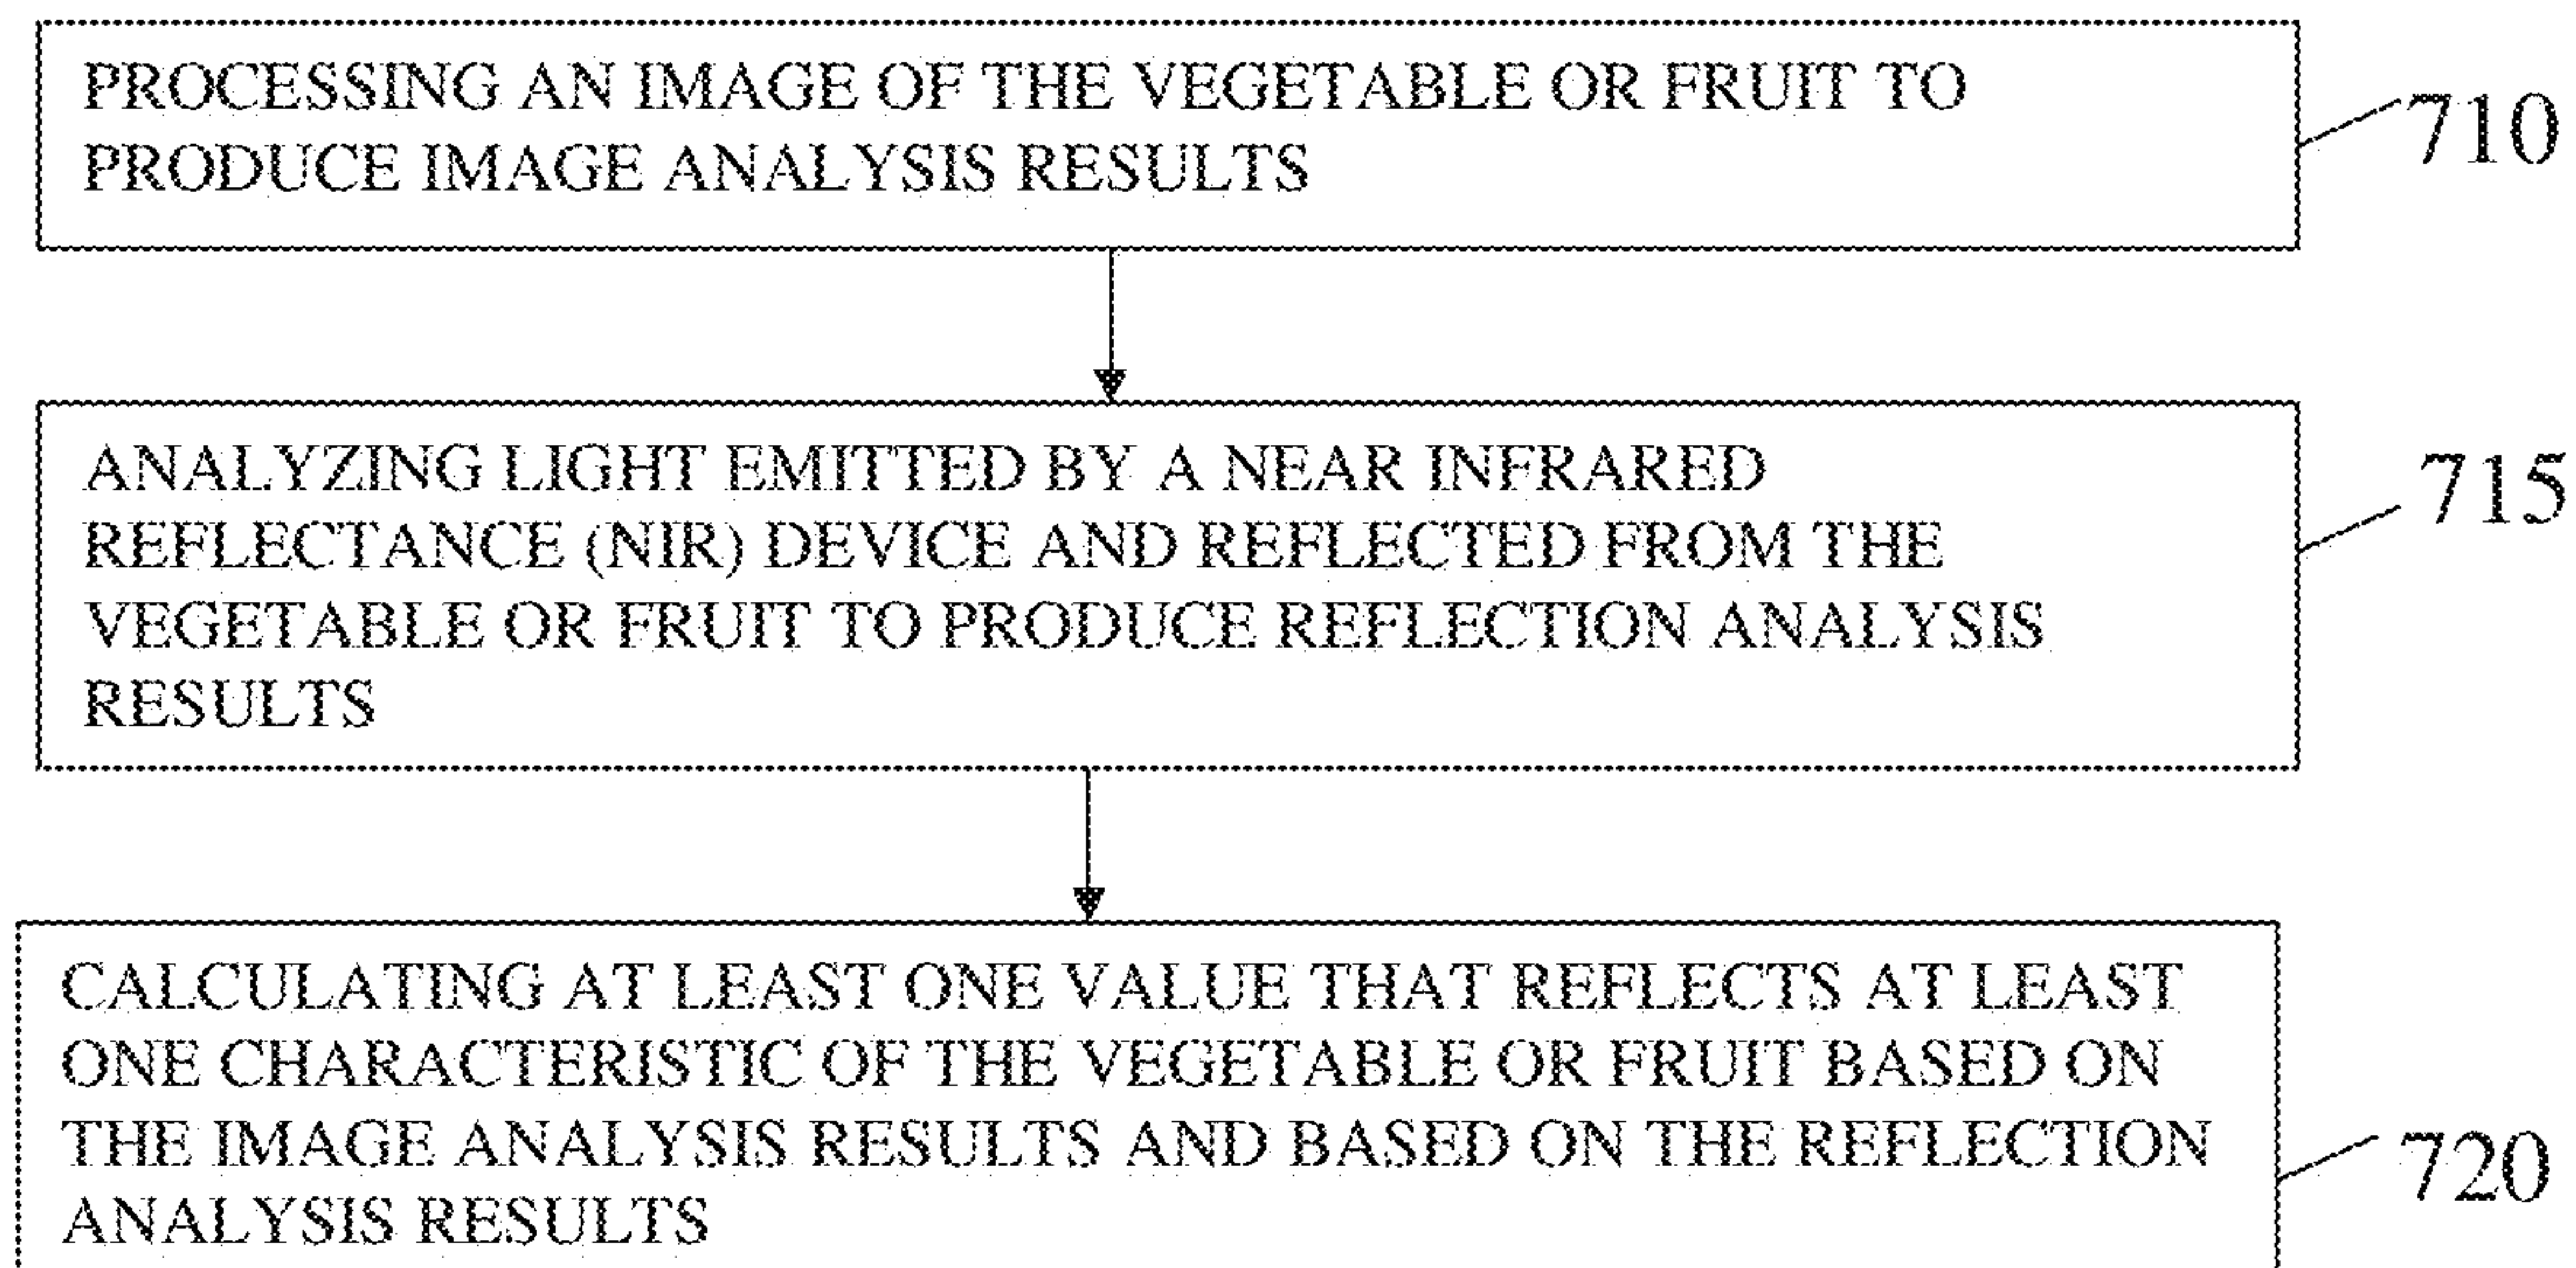 PROCESSING AN IMAGE OF THE VEGETABLE OR FRUIT TO
PRODUCE IMAGE ANALYSIS RESULTS
710
ANALYZING LIGHT EMITTED BY A NEAR INFRARED
REFLECTANCE (NIR) DEVICE AND REFLECTED FROM THE
VEGETABLE OR FRUIT TO PRODUCE REFLECTION ANALYSIS
RESULTS
715
CALCULATING AT LEAST ONE VALUE THAT REFLECTS AT LEAST
ONE CHARACTERISTIC OF THE VEGETABLE OR FRUIT BASED ON
THE IMAGE ANALYSIS RESULTS AND BASED ON THE REFLECTION
ANALYSIS RESULTS
720